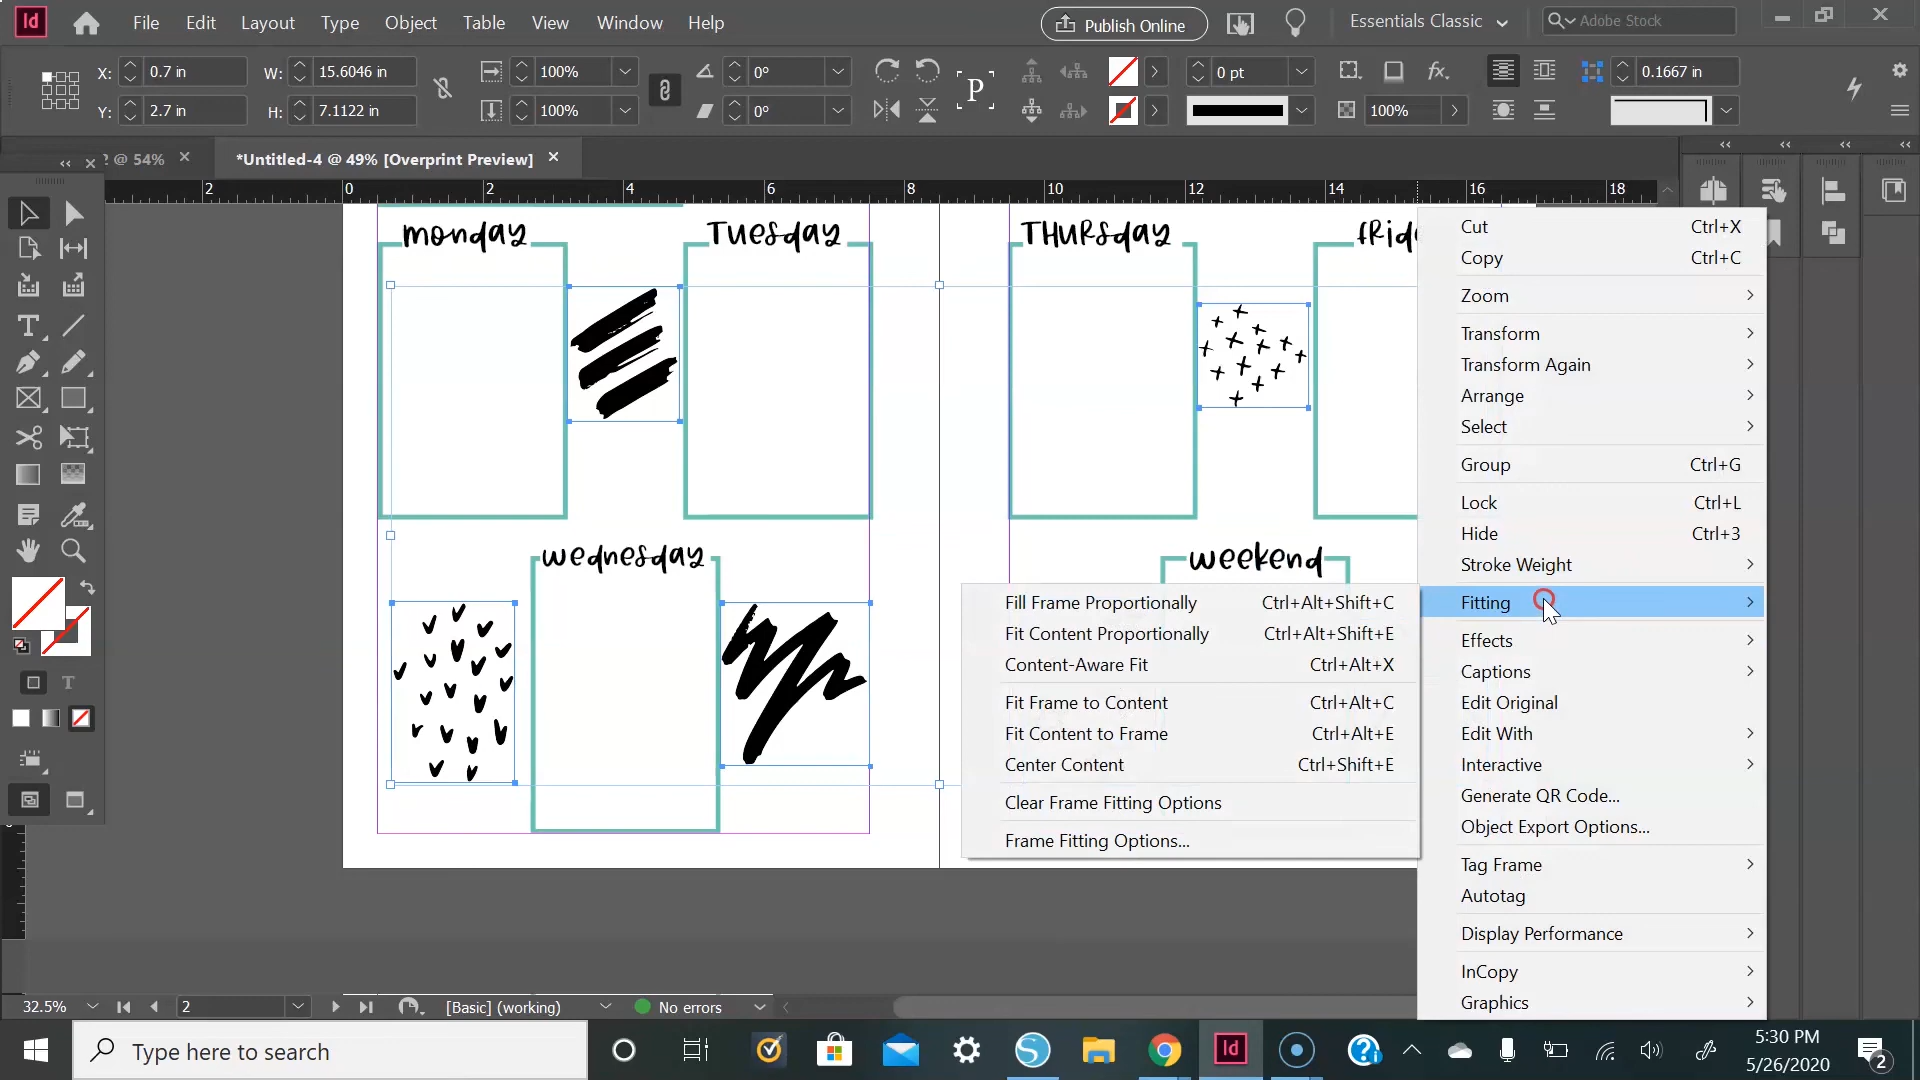 Id
File Edit Layout Type Object Table View Window Help
Publish Online
Essentials Classic
Adobe Stock
X: 0.7 in
W: 15.6046 in
100%
0°
P
fx
0 pt
0.1667 in
Y: 2.7 in
H: 7.1122 in
100%
0°
100%
2 @ 54%
*Untitled-4 @ 49% [Overprint Preview]
2 0 2 4 6 8 10 12 14 16 18
monday
Tuesday
THURSday
frid
wednesday
weekend
Cut Ctrl+X
Copy Ctrl+C
Zoom
Transform
Transform Again
Arrange
Select
Group Ctrl+G
Lock Ctrl+L
Hide Ctrl+3
Stroke Weight
Fitting
Effects
Captions
Edit Original
Edit With
Interactive
Generate QR Code...
Object Export Options...
Tag Frame
Autotag
Display Performance
InCopy
Graphics
Fill Frame Proportionally Ctrl+Alt+Shift+C
Fit Content Proportionally Ctrl+Alt+Shift+E
Content-Aware Fit Ctrl+Alt+X
Fit Frame to Content Ctrl+Alt+C
Fit Content to Frame Ctrl+Alt+E
Center Content Ctrl+Shift+E
Clear Frame Fitting Options
Frame Fitting Options...
T
T
32.5%
2
[Basic] (working)
No errors
Type here to search
Id
5:30 PM
5/26/2020
2